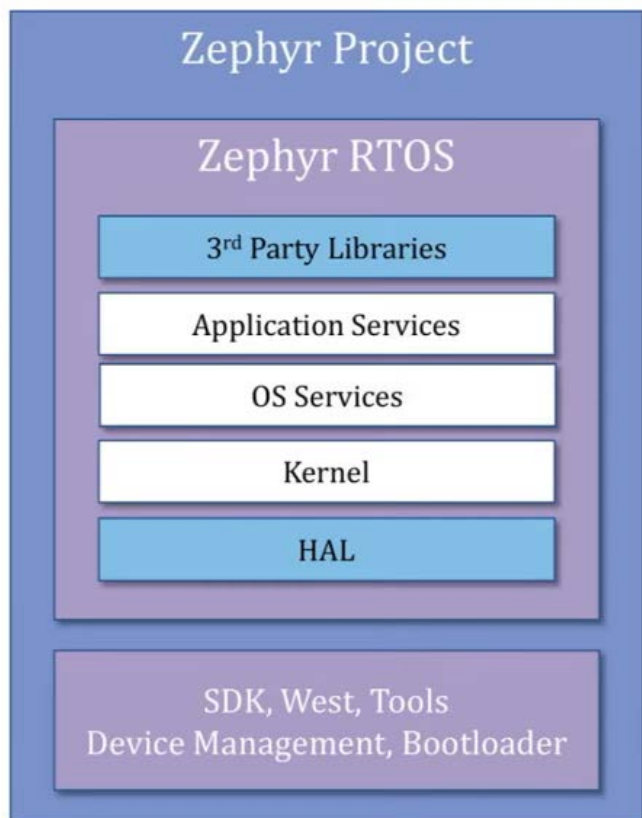 Zephyr Project
Zephyr RTOS
3rd Party Libraries
Application Services
OS Services
Kernel
HAL
SDK, West, Tools
Device Management, Bootloader